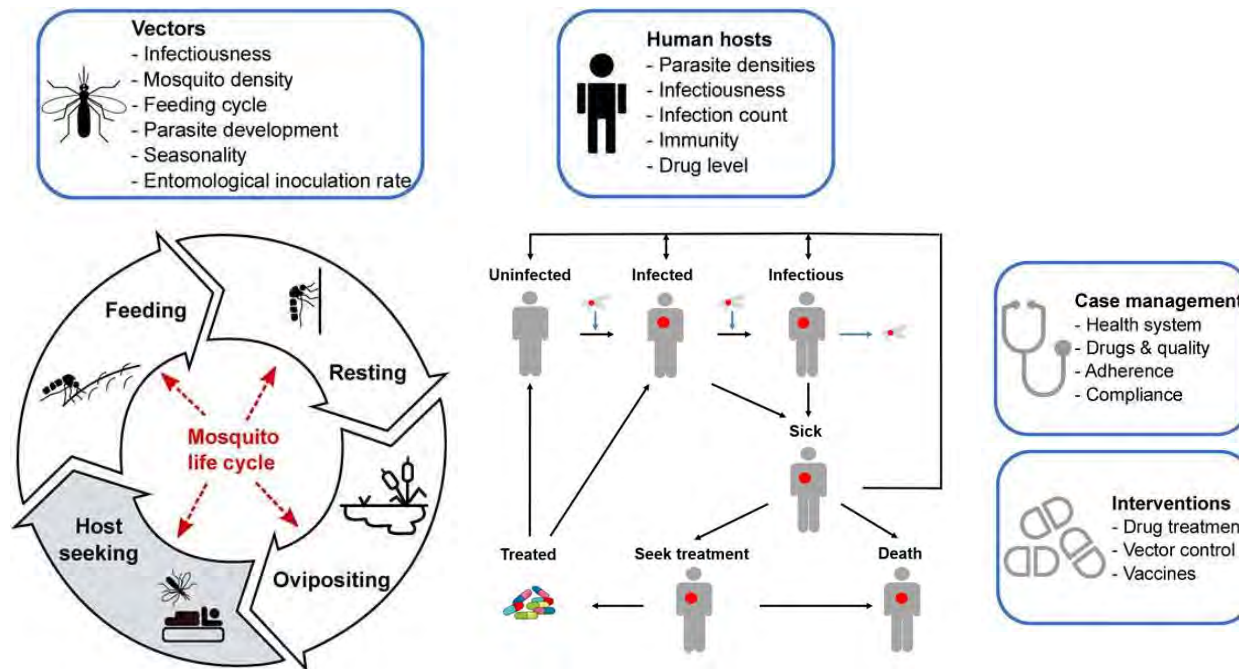 Vectors
- Infectiousness
- Mosquito density
- Feeding cycle
- Parasite development
- Seasonality
- Entomological inoculation rate
Human hosts
- Parasite densities
- Infectiousness
- Infection count
- Immunity
- Drug level
Feeding
Resting
Mosquito
life cycle
Host
seeking
Ovipositing
Uninfected
Infected
Infectious
Sick
Treated
Seek treatment
Death
Case management
- Health system
- Drugs & quality
- Adherence
- Compliance
Interventions
- Drug treatment
- Vector control
- Vaccines